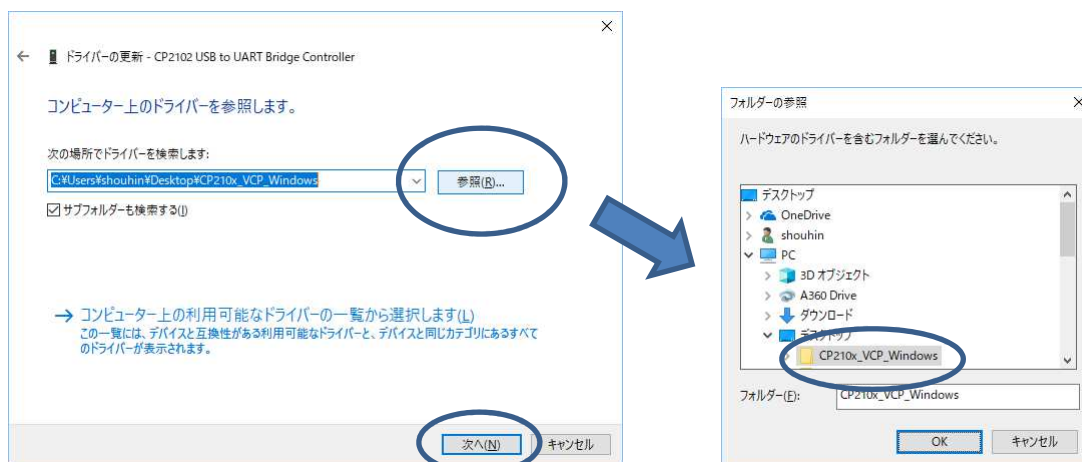 ドライバーの更新 - CP2102 USB to UART Bridge Controller
コンピューター上のドライバーを参照します。
次の場所でドライバーを検索します:
C:¥Users¥shouhin¥Desktop¥CP210x_VCP_Windows
参照(R)...
サブフォルダーも検索する(I)
コンピューター上の利用可能なドライバーの一覧から選択します(L)
この一覧には、デバイスと互換性がある利用可能なドライバーと、デバイスと同じカテゴリにあるすべて
のドライバーが表示されます。
次へ(N)
キャンセル
フォルダーの参照
ハードウェアのドライバーを含むフォルダーを選んでください。
デスクトップ
OneDrive
shouhin
PC
3D オブジェクト
A360 Drive
ダウンロード
デスクトップ
CP210x_VCP_Windows
フォルダー(F):
CP210x_VCP_Windows
OK
キャンセル